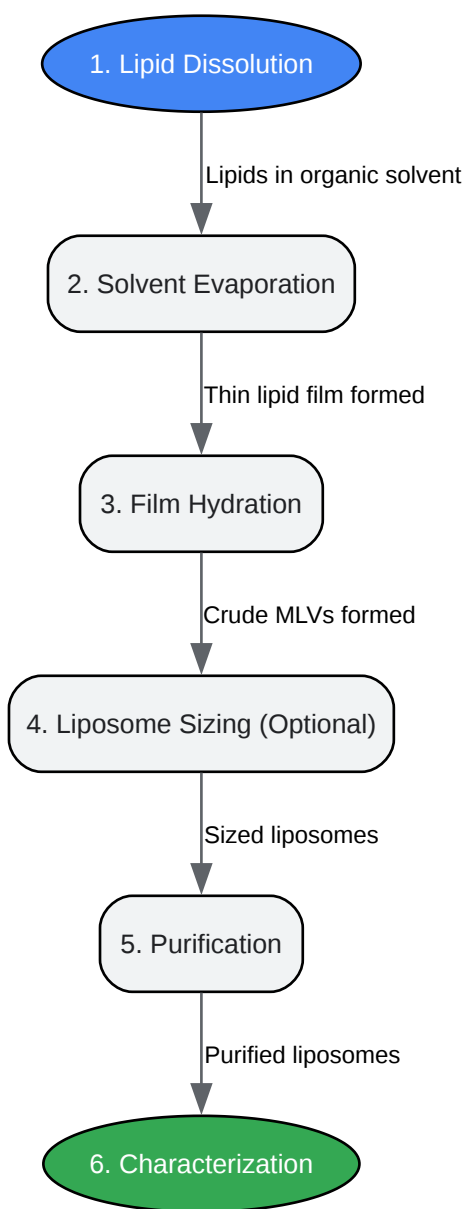 1. Lipid Dissolution
Lipids in organic solvent
2. Solvent Evaporation
Thin lipid film formed
3. Film Hydration
Crude MLVs formed
4. Liposome Sizing (Optional)
Sized liposomes
5. Purification
Purified liposomes
6. Characterization